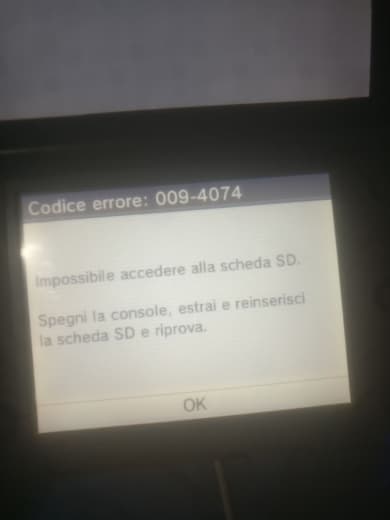 Codice errore: 009-4074
Impossibile accedere alla scheda SD.
Spegni la console, estrai e reinserisci
la scheda SD e riprova.
OK